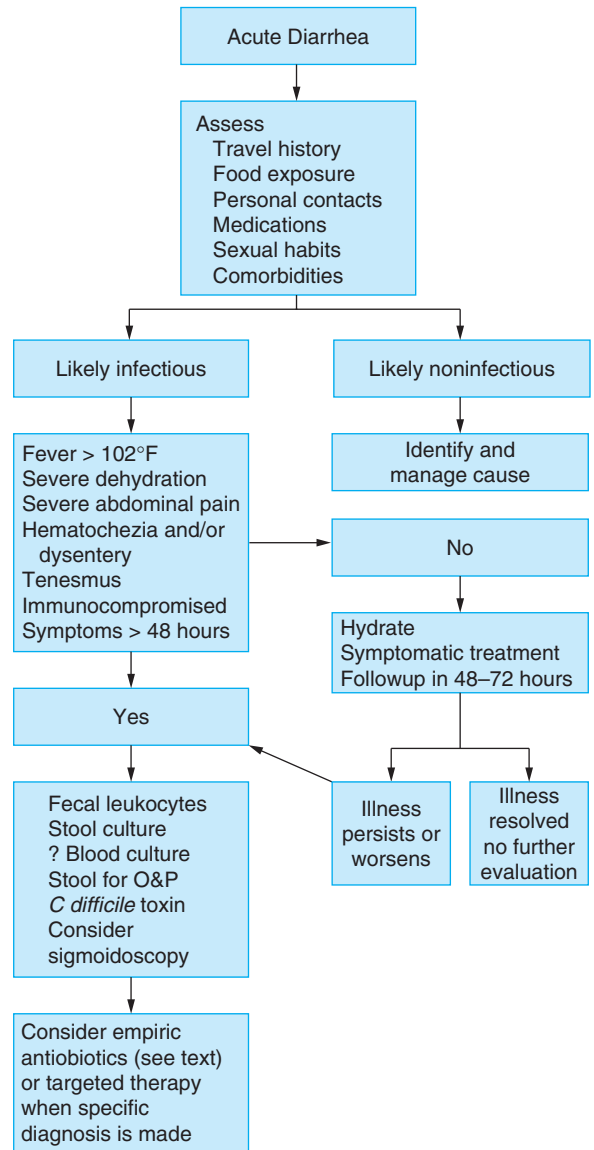 Acute Diarrhea
Assess
Travel history
Food exposure
Personal contacts
Medications
Sexual habits
Comorbidities
Likely infectious
Likely noninfectious
Fever > 102°F
Severe dehydration
Severe abdominal pain
Hematochezia and/or
dysentery
Tenesmus
Immunocompromised
Symptoms > 48 hours
Identify and
manage cause
No
Hydrate
Symptomatic treatment
Followup in 48–72 hours
Yes
Illness
persists or
worsens
Illness
resolved
no further
evaluation
Fecal leukocytes
Stool culture
? Blood culture
Stool for O&P
C difficile toxin
Consider
sigmoidoscopy
Consider empiric
antiobiotics (see text)
or targeted therapy
when specific
diagnosis is made